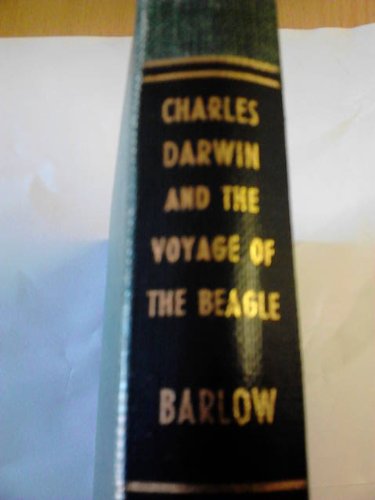 CHARLES
DARWIN
AND THE
VOYAGE OF
THE BEAGLE
BARLOW